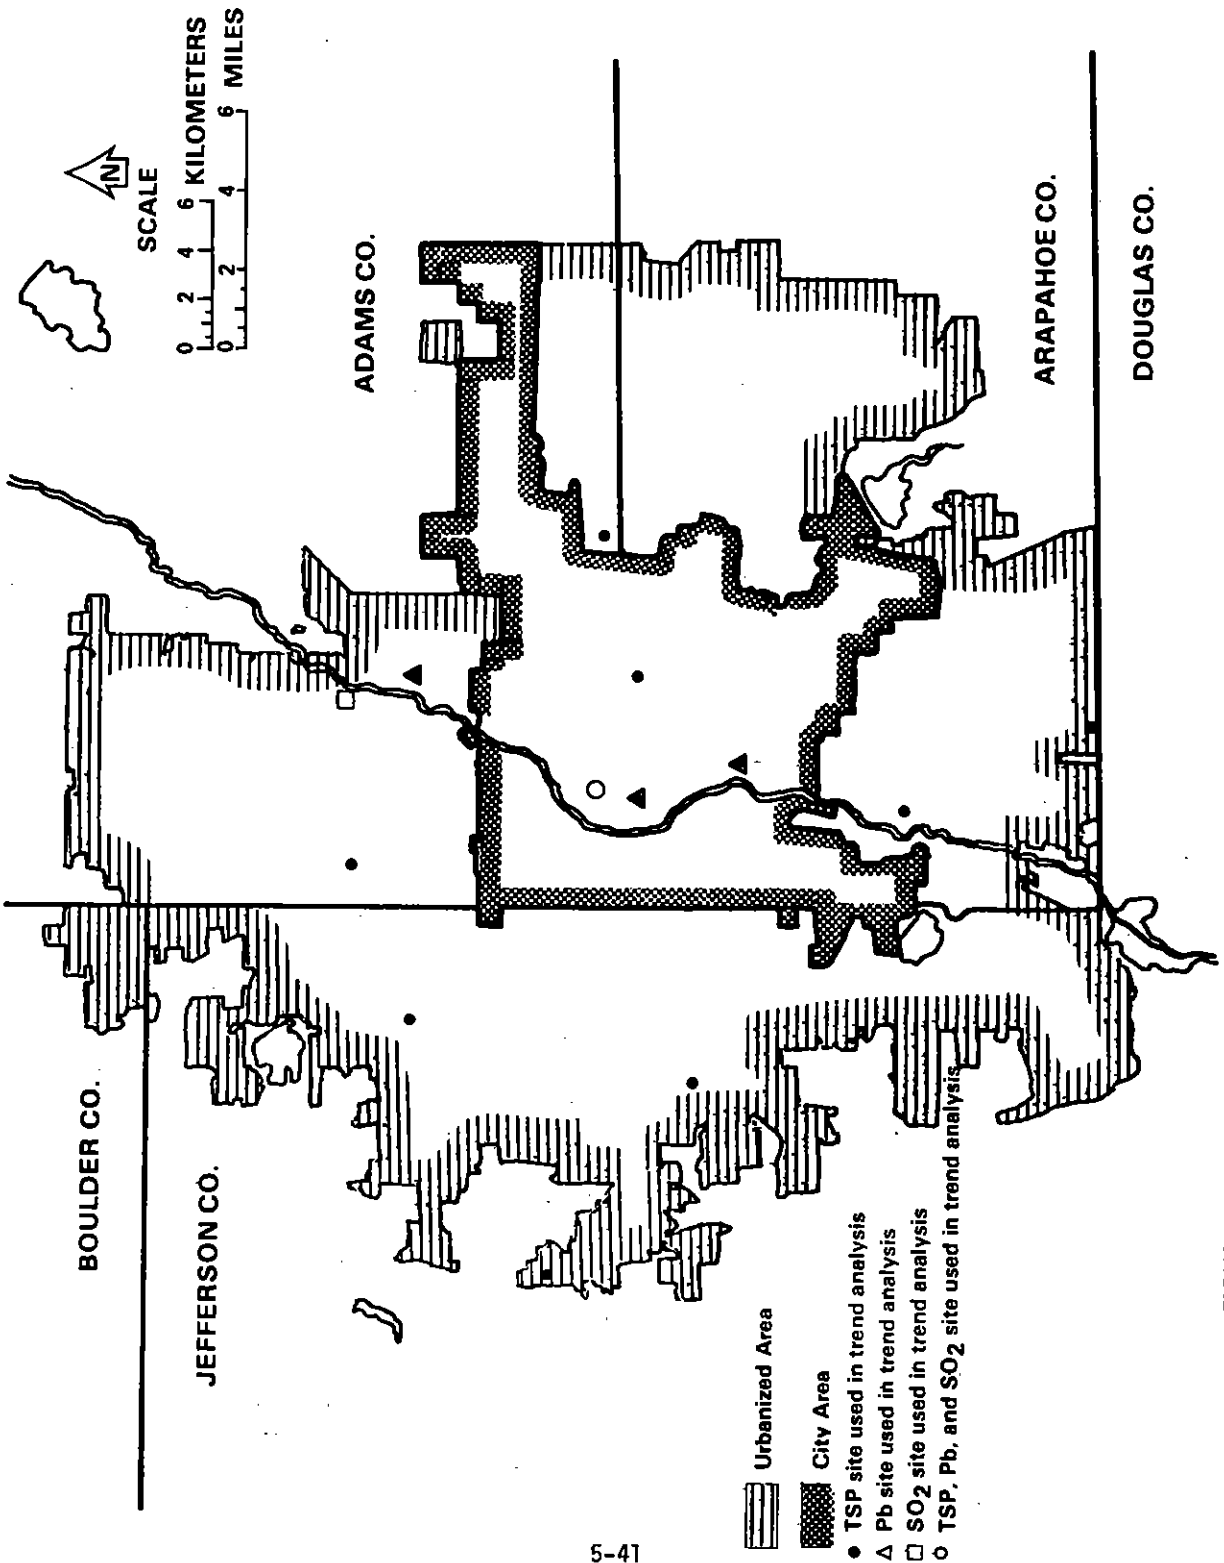 BOULDER CO.
JEFFERSON CO.
ADAMS CO.
ARAPAHOE CO.
DOUGLAS CO.
N
SCALE
0 2 4 6 KILOMETERS
0 2 4 6 MILES
Urbanized Area
City Area
● TSP site used in trend analysis
△ Pb site used in trend analysis
□ SO2 site used in trend analysis
○ TSP, Pb, and SO2 site used in trend analysis
5-41